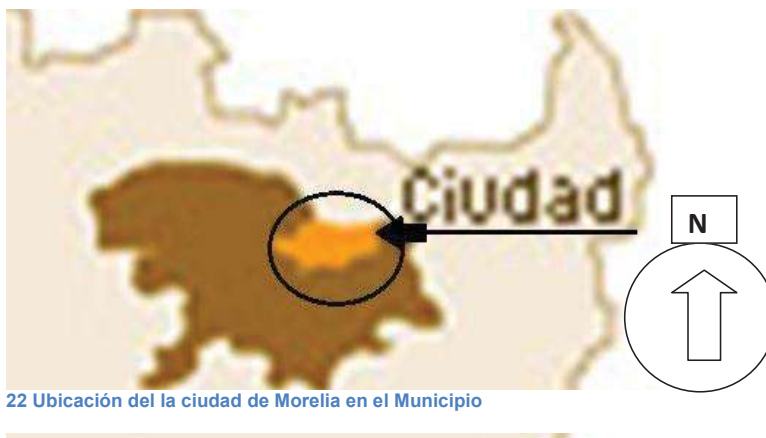 Ciudad
N
22 Ubicación del la ciudad de Morelia en el Municipio